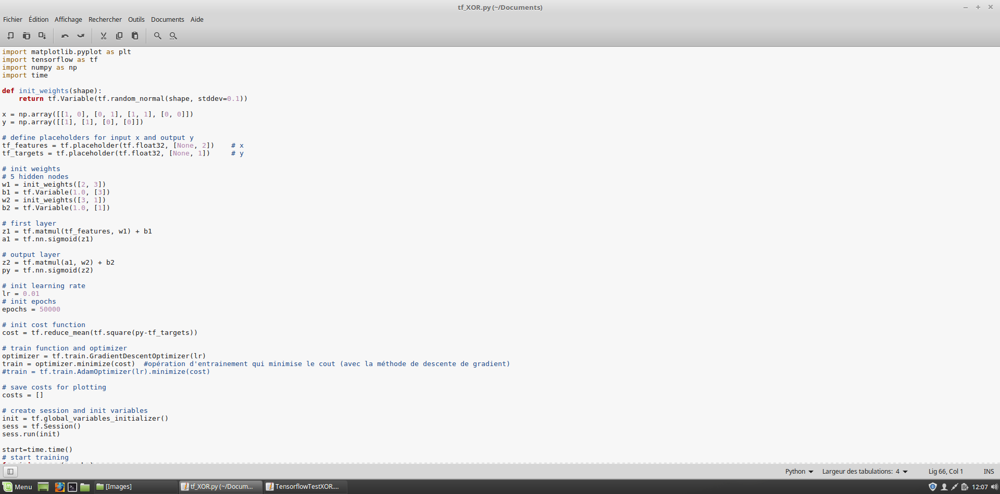 tf_XOR.py (~/Documents)
Fichier Édition Affichage Rechercher Outils Documents Aide
import matplotlib.pyplot as plt
import tensorflow as tf
import numpy as np
import time
def init_weights(shape):
    return tf.Variable(tf.random_normal(shape, stddev=0.1))
x = np.array([[1, 0], [0, 1], [1, 1], [0, 0]])
y = np.array([[1], [1], [0], [0]])
# define placeholders for input x and output y
tf_features = tf.placeholder(tf.float32, [None, 2])    # x
tf_targets = tf.placeholder(tf.float32, [None, 1])     # y
# init weights
# 5 hidden nodes
w1 = init_weights([2, 3])
b1 = tf.Variable(1.0, [3])
w2 = init_weights([3, 1])
b2 = tf.Variable(1.0, [1])
# first layer
z1 = tf.matmul(tf_features, w1) + b1
a1 = tf.nn.sigmoid(z1)
# output layer
z2 = tf.matmul(a1, w2) + b2
py = tf.nn.sigmoid(z2)
# init learning rate
lr = 0.01
# init epochs
epochs = 50000
# init cost function
cost = tf.reduce_mean(tf.square(py-tf_targets))
# train function and optimizer
optimizer = tf.train.GradientDescentOptimizer(lr)
train = optimizer.minimize(cost)  #opération d'entrainement qui minimise le cout (avec la méthode de descente de gradient)
#train = tf.train.AdamOptimizer(lr).minimize(cost)
# save costs for plotting
costs = []
# create session and init variables
init = tf.global_variables_initializer()
sess = tf.Session()
sess.run(init)
start=time.time()
# start training
Python Largeur des tabulations: 4 Lig 66, Col 1 INS
Menu [Images] tf_XOR.py (~/Docum... TensorflowTestXOR.... 12:07